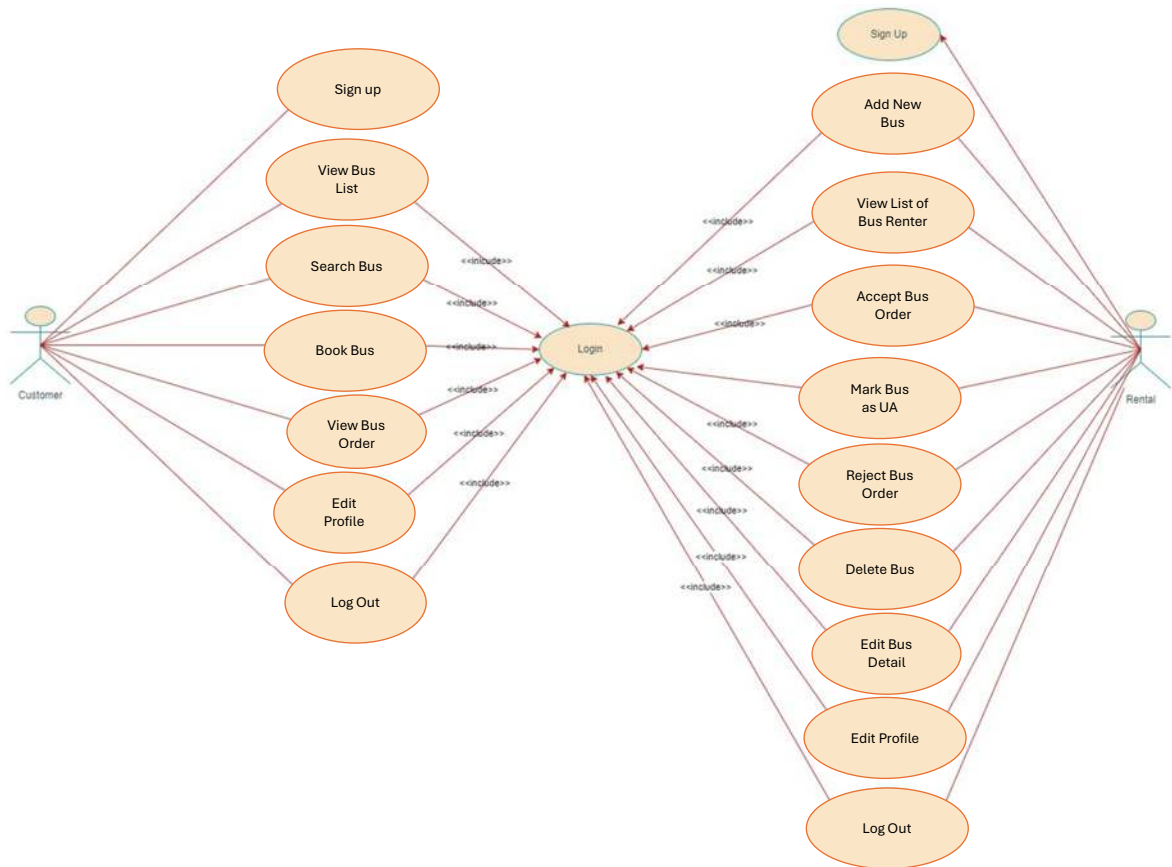 Sign Up
Sign up
Add New
Bus
View Bus
List
View List of
Bus Renter
<<include>>
Search Bus
<<include>>
<<include>>
<<include>>
Accept Bus
Order
<<include>>
<<include>>
Customer
Book Bus
<<include>>
Login
Rental
View Bus
Order
<<include>>
Mark Bus
as UA
<<include>>
<<include>>
Edit
Profile
<<include>>
Reject Bus
Order
<<include>>
<<include>>
Log Out
<<include>>
Delete Bus
<<include>>
Edit Bus
Detail
Edit Profile
Log Out